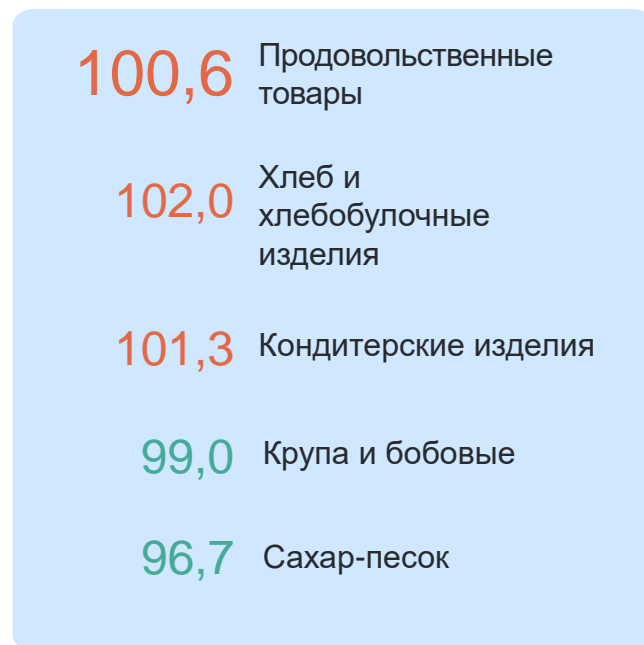 100,6 Продовольственные
товары
102,0 Хлеб и
хлебобулочные
изделия
101,3 Кондитерские изделия
99,0 Крупа и бобовые
96,7 Сахар-песок